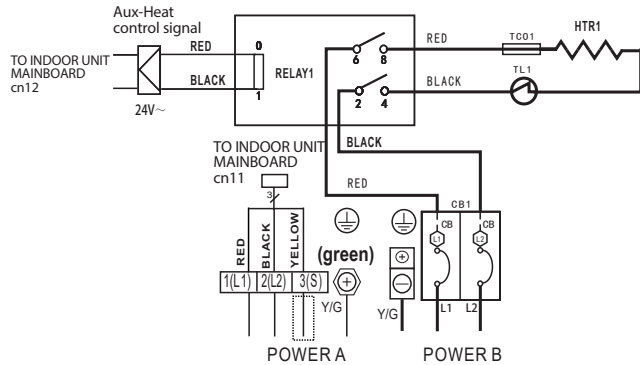 Aux-Heat
control signal
RED
0
TO INDOOR UNIT
MAINBOARD
cn12
BLACK
1
24V~
RELAY1
6 8
2 4
RED
TCO1
HTR1
BLACK
TL1
TO INDOOR UNIT
MAINBOARD
cn11
BLACK
RED
3
RED
BLACK
YELLOW
(green)
CB1
CB CB
L1 L2
1(L1) 2(L2) 3(S)
Y/G
Y/G
L1 L2
POWER A
POWER B